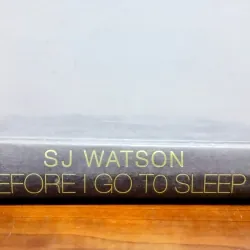 SJ WATSON
EFORE I GO TO SLEEP